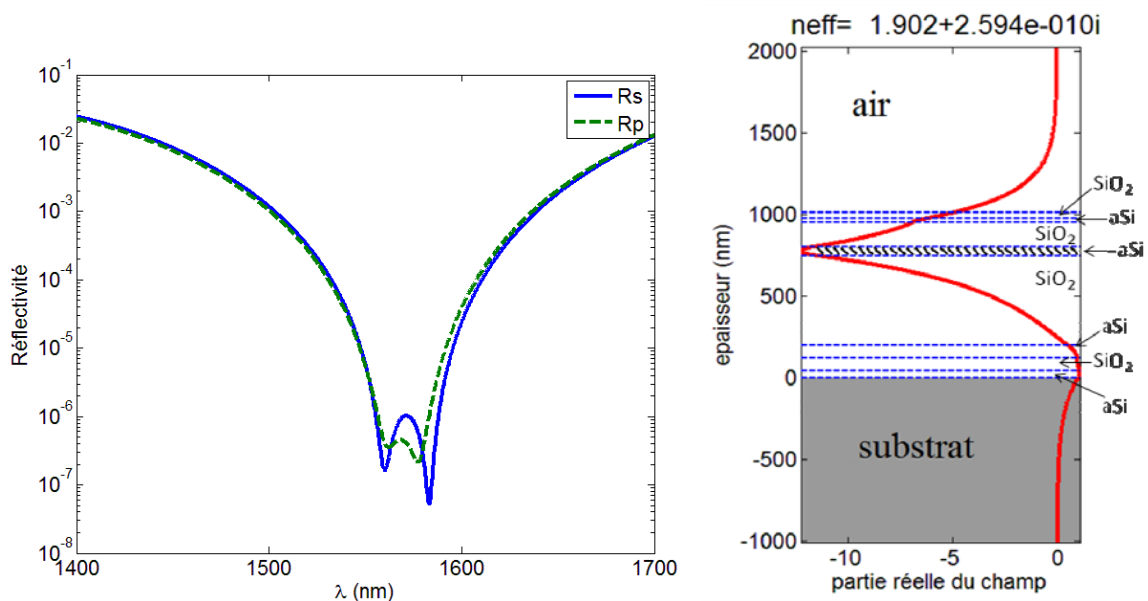 10^-1
10^-2
10^-3
10^-4
10^-5
10^-6
10^-7
10^-8
Réflectivité
1400
1500
1600
1700
λ (nm)
Rs
Rp
neff= 1.902+2.594e-010i
2000
1500
1000
500
0
-500
-1000
epaisseur (nm)
air
SiO2
aSi
SiO2
aSi
SiO2
aSi
SiO2
aSi
substrat
-10
-5
0
partie réelle du champ